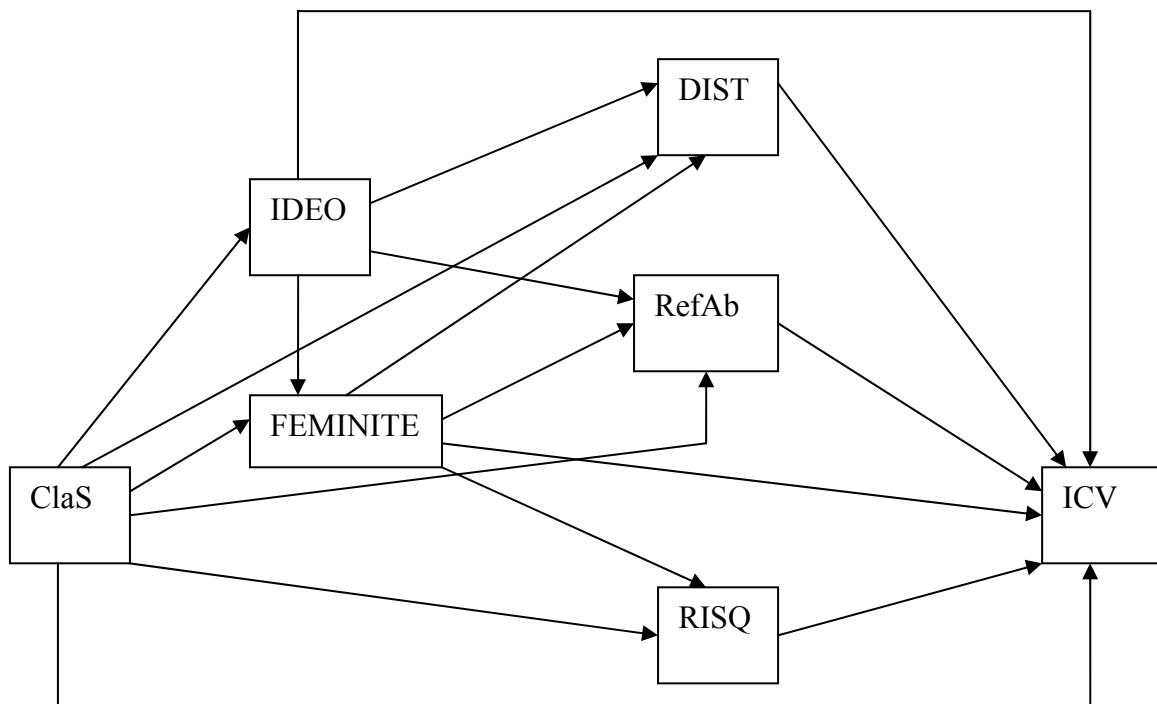 DIST
IDEO
RefAb
FEMINITE
ClaS
ICV
RISQ